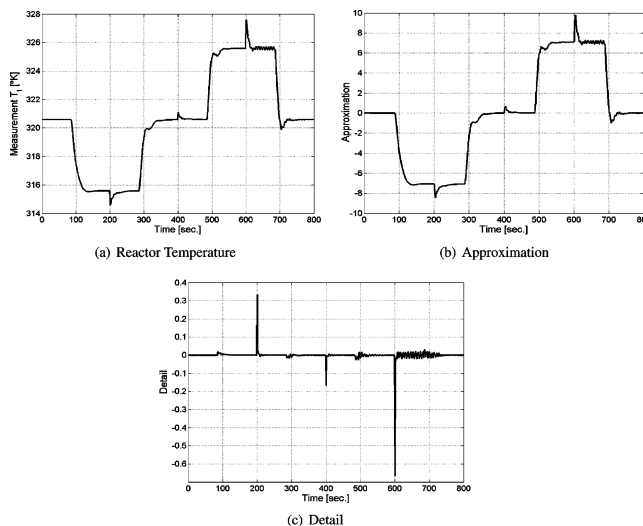 328
326
324
322
320
318
316
314
Measurement T1 [°K]
0 100 200 300 400 500 600 700 800
Time [sec.]
(a) Reactor Temperature
10
8
6
4
2
0
-2
-4
-6
-8
-10
Approximation
0 100 200 300 400 500 600 700 800
Time [sec.]
(b) Approximation
0.4
0.3
0.2
0.1
0
-0.1
-0.2
-0.3
-0.4
-0.5
-0.6
Detail
0 100 200 300 400 500 600 700 800
Time [sec.]
(c) Detail